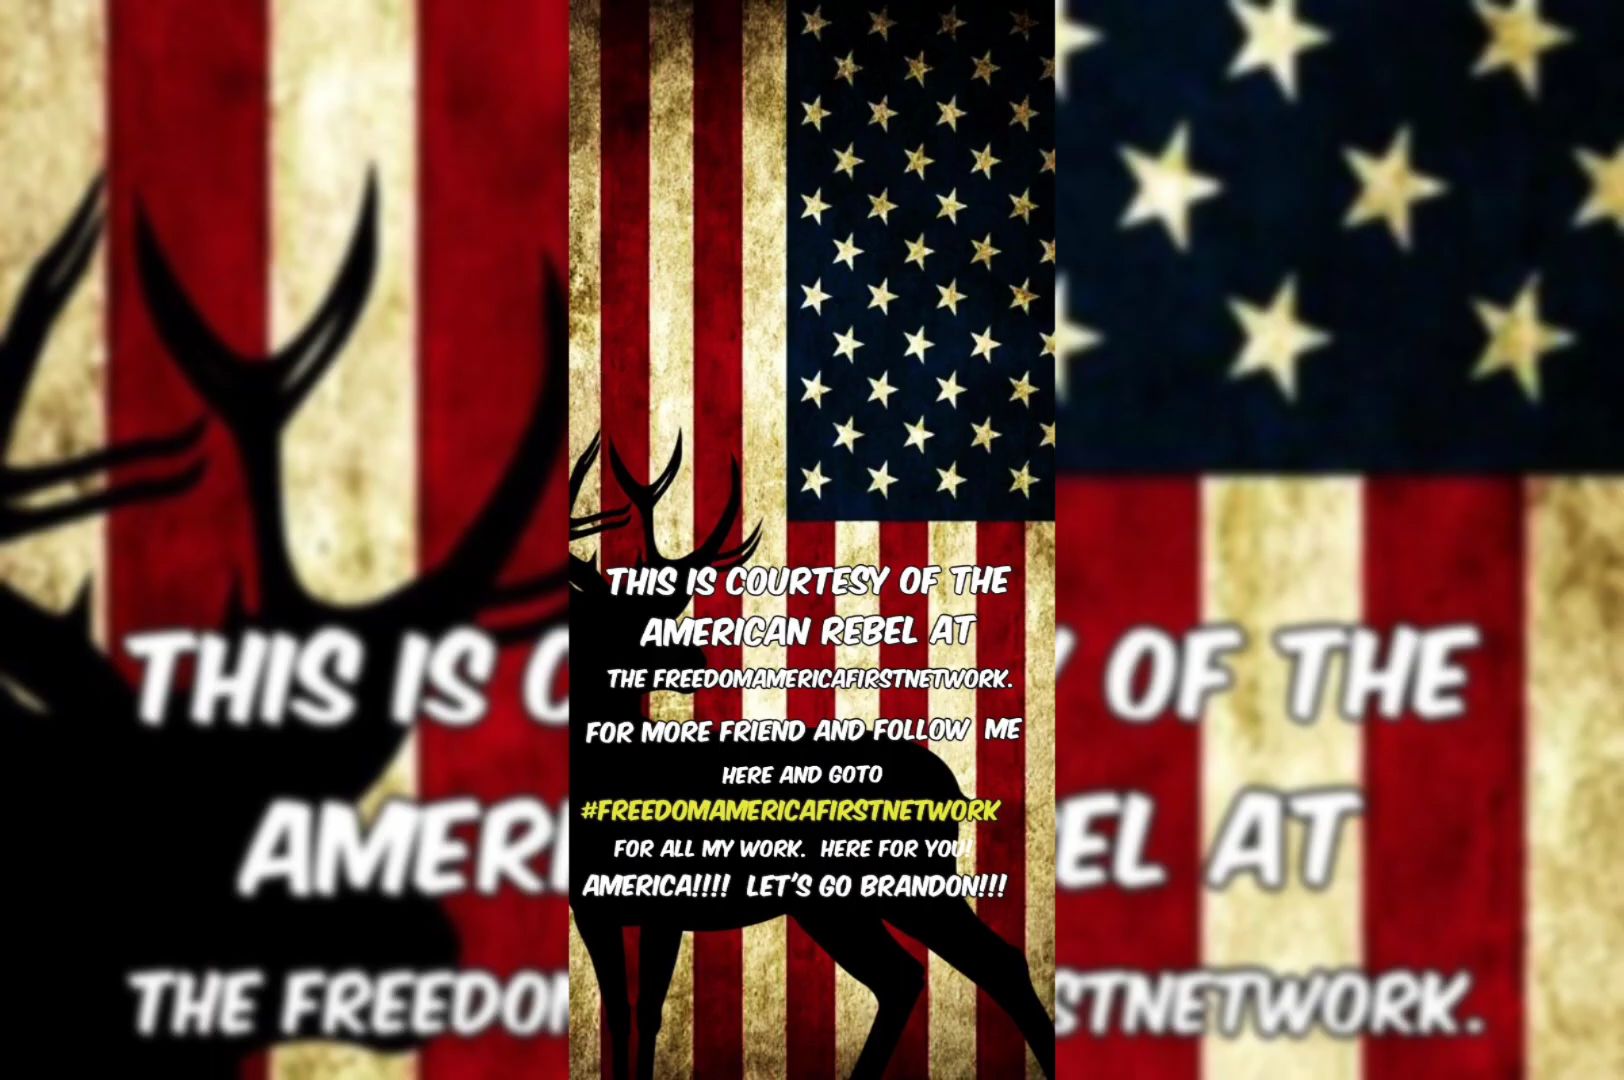 THIS IS COURTESY OF THE
AMERICAN REBEL AT
THE FREEDOMAMERICAFIRSTNETWORK.
FOR MORE FRIEND AND FOLLOW ME
HERE AND GOTO
#FREEDOMAMERICAFIRSTNETWORK
FOR ALL MY WORK. HERE FOR YOU!
AMERICA!!!! LET'S GO BRANDON!!!